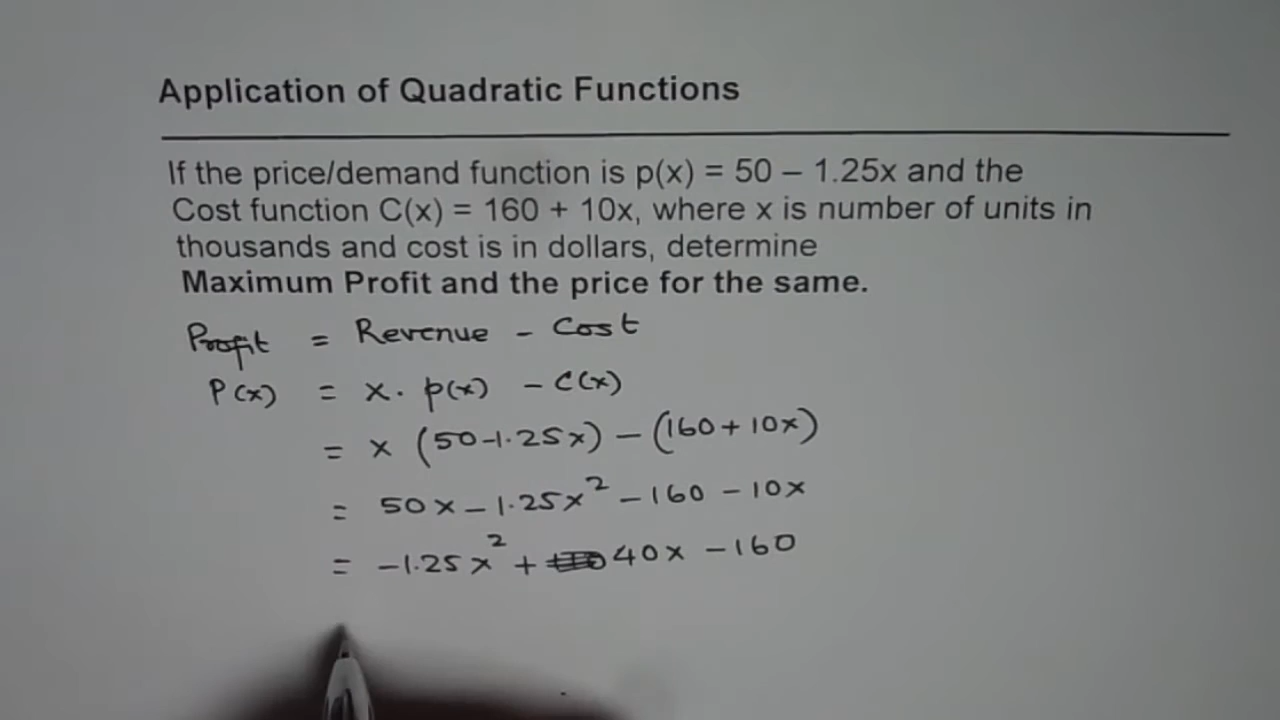 Application of Quadratic Functions
If the price/demand function is p(x) = 50 – 1.25x and the
Cost function C(x) = 160 + 10x, where x is number of units in
thousands and cost is in dollars, determine
Maximum Profit and the price for the same.
Profit = Revenue - Cost
P(x) = x. p(x) - C(x)
= x (50-1.25x) - (160 + 10x)
= 50x - 1.25x² - 160 - 10x
= -1.25x² + 40x - 160